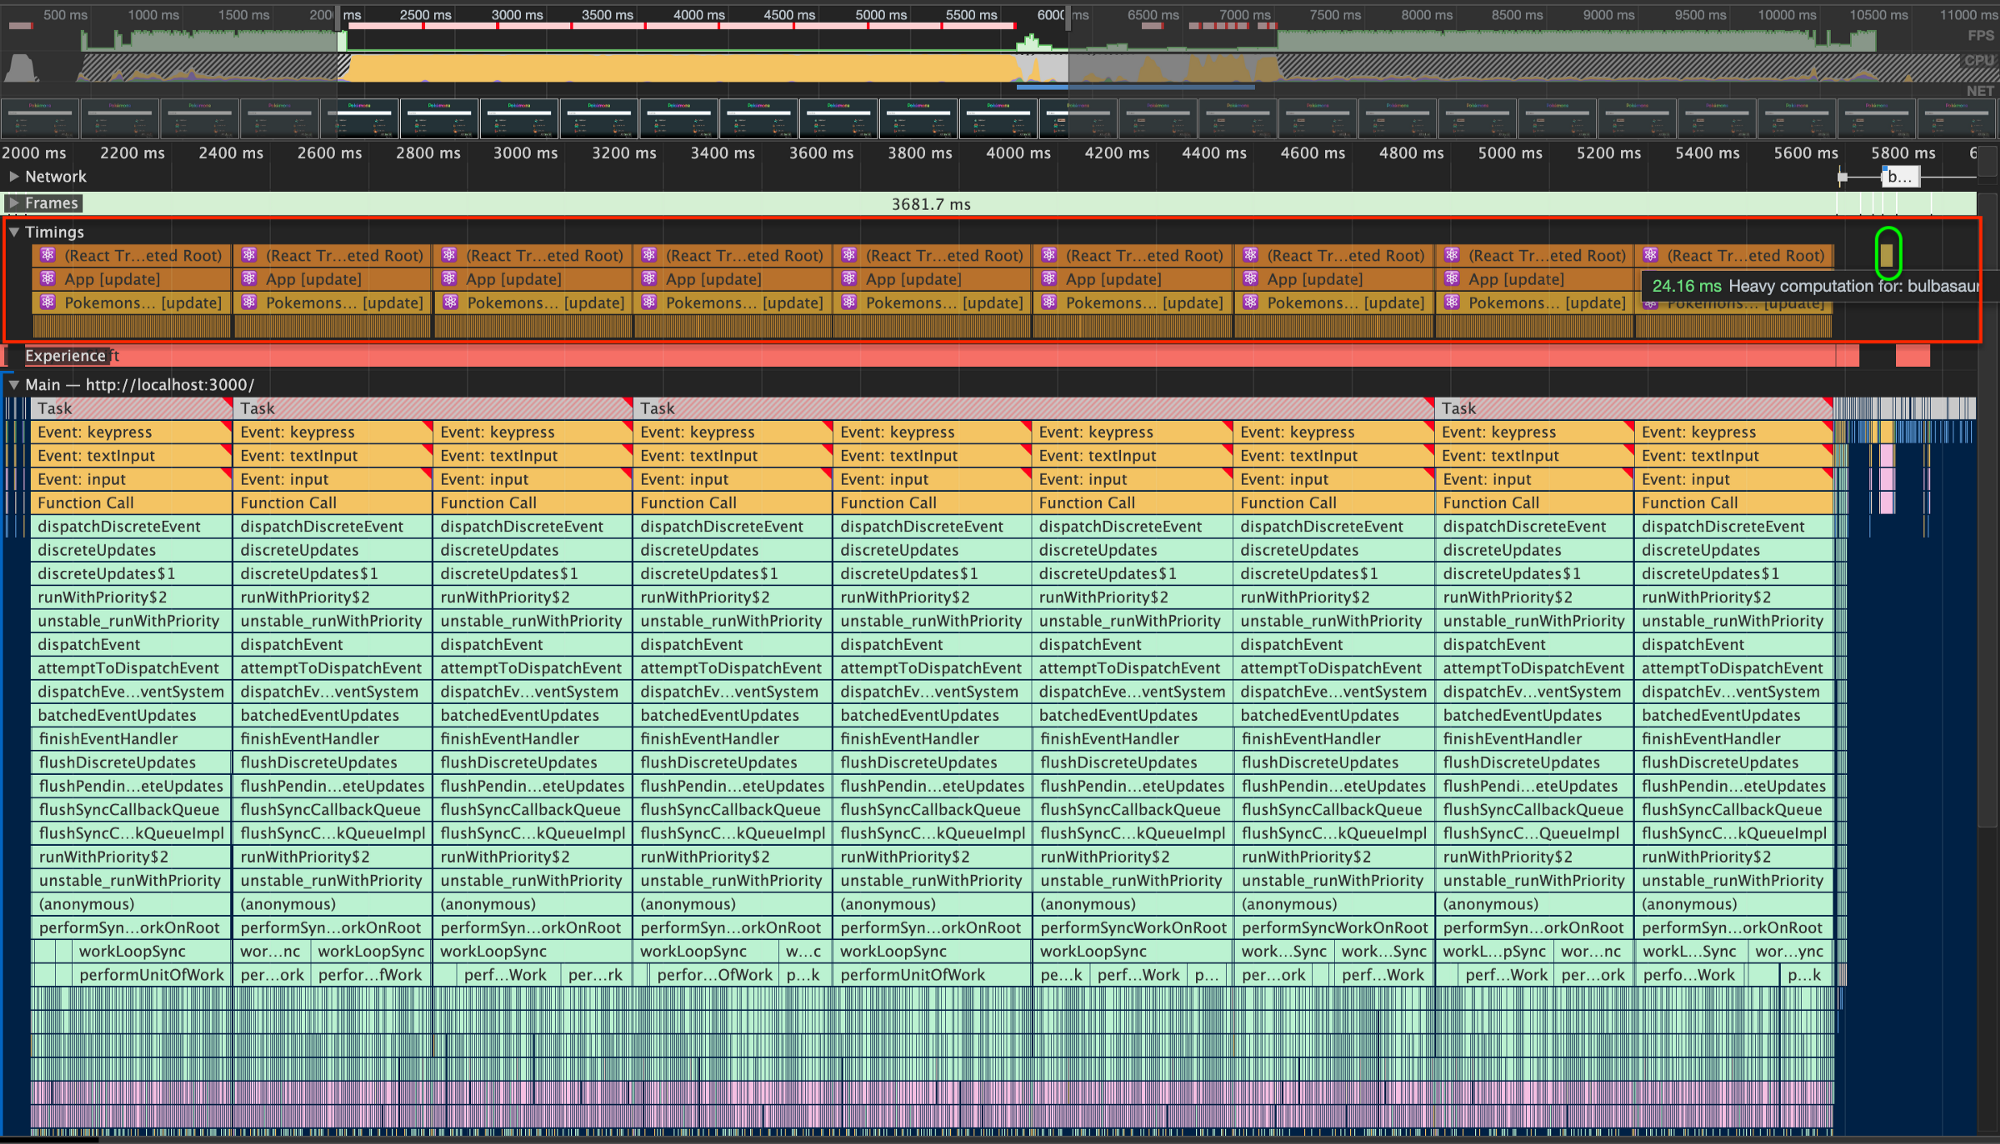 500 ms 1000 ms 1500 ms 200 ms 2500 ms 3000 ms 3500 ms 4000 ms 4500 ms 5000 ms 5500 ms 6000 ms 6500 ms 7000 ms 7500 ms 8000 ms 8500 ms 9000 ms 9500 ms 10000 ms 10500 ms 11000 ms
FPS
CPU
NET
2000 ms 2200 ms 2400 ms 2600 ms 2800 ms 3000 ms 3200 ms 3400 ms 3600 ms 3800 ms 4000 ms 4200 ms 4400 ms 4600 ms 4800 ms 5000 ms 5200 ms 5400 ms 5600 ms 5800 ms 6
Network b...
Frames 3681.7 ms
Timings
(React Tr...eted Root) (React Tr...eted Root) (React Tr...eted Root) (React Tr...eted Root) (React Tr...eted Root) (React Tr...eted Root) (React Tr...eted Root) (React Tr...eted Root) (React Tr...eted Root)
App [update] App [update] App [update] App [update] App [update] App [update] App [update] App [update]
24.16 ms Heavy computation for: bulbasaur
Pokemons... [update] Pokemons... [update] Pokemons... [update] Pokemons... [update] Pokemons... [update] Pokemons... [update] Pokemons... [update] Pokemons... [update] Pokemons... [update]
Experience ft
Main — http://localhost:3000/
Task Task Task Task
Event: keypress Event: keypress Event: keypress Event: keypress Event: keypress Event: keypress Event: keypress Event: keypress Event: keypress
Event: textInput Event: textInput Event: textInput Event: textInput Event: textInput Event: textInput Event: textInput Event: textInput Event: textInput
Event: input Event: input Event: input Event: input Event: input Event: input Event: input Event: input Event: input
Function Call Function Call Function Call Function Call Function Call Function Call Function Call Function Call Function Call
dispatchDiscreteEvent dispatchDiscreteEvent dispatchDiscreteEvent dispatchDiscreteEvent dispatchDiscreteEvent dispatchDiscreteEvent dispatchDiscreteEvent dispatchDiscreteEvent dispatchDiscreteEvent
discreteUpdates discreteUpdates discreteUpdates discreteUpdates discreteUpdates discreteUpdates discreteUpdates discreteUpdates discreteUpdates
discreteUpdates$1 discreteUpdates$1 discreteUpdates$1 discreteUpdates$1 discreteUpdates$1 discreteUpdates$1 discreteUpdates$1 discreteUpdates$1 discreteUpdates$1
runWithPriority$2 runWithPriority$2 runWithPriority$2 runWithPriority$2 runWithPriority$2 runWithPriority$2 runWithPriority$2 runWithPriority$2 runWithPriority$2
unstable_runWithPriority unstable_runWithPriority unstable_runWithPriority unstable_runWithPriority unstable_runWithPriority unstable_runWithPriority unstable_runWithPriority unstable_runWithPriority unstable_runWithPriority
dispatchEvent dispatchEvent dispatchEvent dispatchEvent dispatchEvent dispatchEvent dispatchEvent dispatchEvent dispatchEvent
attemptToDispatchEvent attemptToDispatchEvent attemptToDispatchEvent attemptToDispatchEvent attemptToDispatchEvent attemptToDispatchEvent attemptToDispatchEvent attemptToDispatchEvent attemptToDispatchEvent
dispatchEve...ventSystem dispatchEv...ventSystem dispatchEv...ventSystem dispatchEv...ventSystem dispatchEv...ventSystem dispatchEve...ventSystem dispatchEv...ventSystem dispatchEve...ventSystem dispatchEv...ventSystem
batchedEventUpdates batchedEventUpdates batchedEventUpdates batchedEventUpdates batchedEventUpdates batchedEventUpdates batchedEventUpdates batchedEventUpdates batchedEventUpdates
finishEventHandler finishEventHandler finishEventHandler finishEventHandler finishEventHandler finishEventHandler finishEventHandler finishEventHandler finishEventHandler
flushDiscreteUpdates flushDiscreteUpdates flushDiscreteUpdates flushDiscreteUpdates flushDiscreteUpdates flushDiscreteUpdates flushDiscreteUpdates flushDiscreteUpdates flushDiscreteUpdates
flushPendin...eteUpdates flushPendin...eteUpdates flushPendin...eteUpdates flushPendin...eteUpdates flushPendin...eteUpdates flushPendin...eteUpdates flushPendin...eteUpdates flushPendi...eteUpdates flushPendin...eteUpdates
flushSyncCallbackQueue flushSyncCallbackQueue flushSyncCallbackQueue flushSyncCallbackQueue flushSyncCallbackQueue flushSyncCallbackQueue flushSyncCallbackQueue flushSyncCallbackQueue flushSyncCallbackQueue
flushSyncC...kQueueImpl flushSyncC...kQueueImpl flushSyncC...kQueueImpl flushSyncC...kQueueImpl flushSyncC...kQueueImpl flushSyncC...kQueueImpl flushSyncC...kQueueImpl flushSyncC...QueueImpl flushSyncC...kQueueImpl
runWithPriority$2 runWithPriority$2 runWithPriority$2 runWithPriority$2 runWithPriority$2 runWithPriority$2 runWithPriority$2 runWithPriority$2 runWithPriority$2
unstable_runWithPriority unstable_runWithPriority unstable_runWithPriority unstable_runWithPriority unstable_runWithPriority unstable_runWithPriority unstable_runWithPriority unstable_runWithPriority unstable_runWithPriority
(anonymous) (anonymous) (anonymous) (anonymous) (anonymous) (anonymous) (anonymous) (anonymous) (anonymous)
performSyn...orkOnRoot performSyn...orkOnRoot performSyn...orkOnRoot performSyn...orkOnRoot performSyn...orkOnRoot performSyncWorkOnRoot performSyncWorkOnRoot performSyn...orkOnRoot performSyn...orkOnRoot
workLoopSync wor...nc workLoopSync workLoopSync workLoopSync w...c workLoopSync workLoopSync work...Sync work...Sync workL...pSync wor...nc workL...Sync wor...ync
performUnitOfWork per...ork perfor...fWork perf...Work per...rk perfor...OfWork p...k performUnitOfWork pe...k perf...Work p... per...ork perf...Work perf...Work per...ork perfo...Work p...k